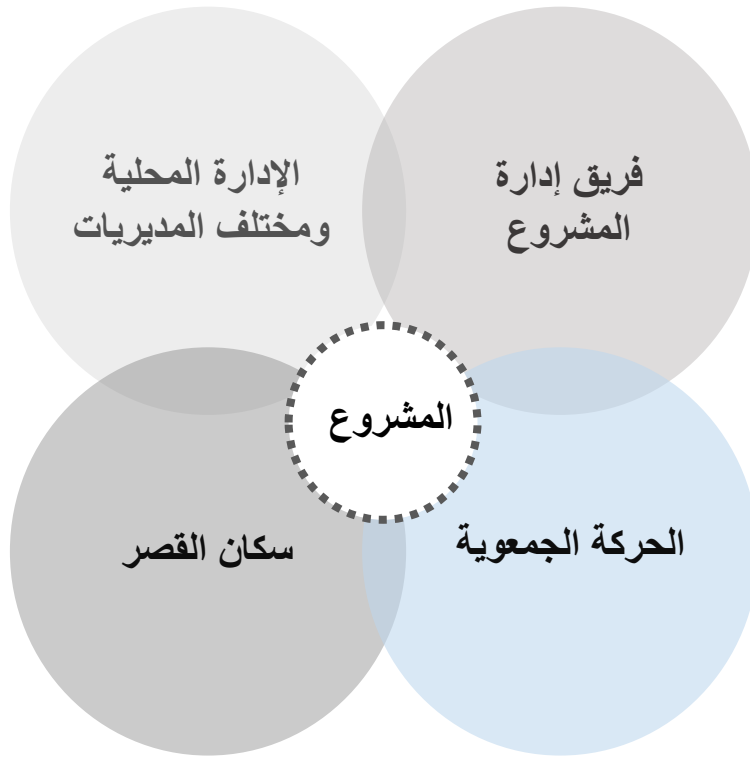 فريق إدارة
المشروع
الإدارة المحلية
ومختلف المديريات
المشروع
الحركة الجمعوية
سكان القصر